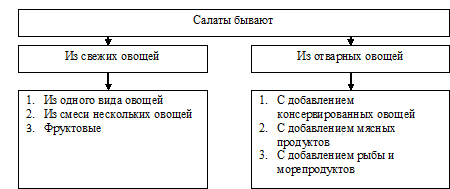 Салаты бывают
Из свежих овощей
Из отварных овощей
1. Из одного вида овощей
2. Из смеси нескольких овощей
3. Фруктовые
1. С добавлением
консервированных овощей
2. С добавлением мясных
продуктов
3. С добавлением рыбы и
морепродуктов